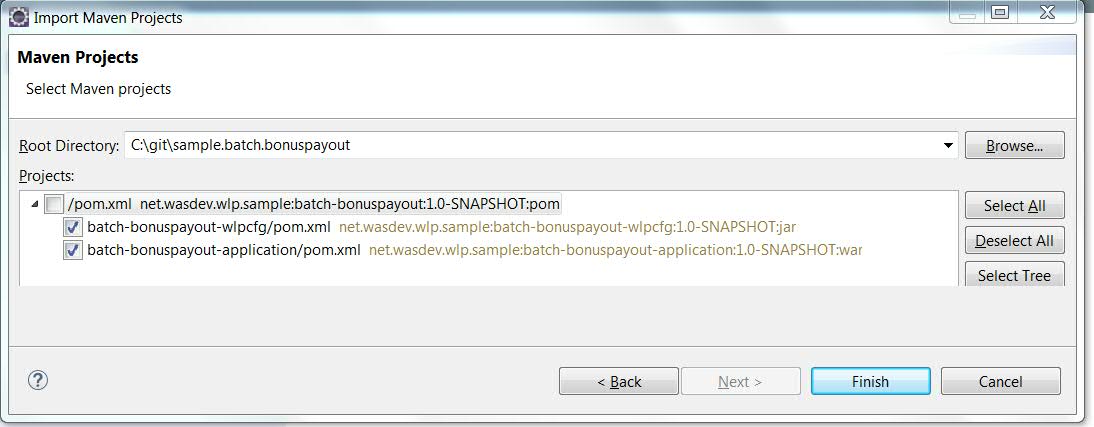 Import Maven Projects
Maven Projects
Select Maven projects
Root Directory: C:\git\sample.batch.bonuspayout Browse...
Projects:
/pom.xml net.wasdev.wlp.sample:batch-bonuspayout:1.0-SNAPSHOT:pom Select All
batch-bonuspayout-wlpcfg/pom.xml net.wasdev.wlp.sample:batch-bonuspayout-wlpcfg:1.0-SNAPSHOT:jar
Deselect All
batch-bonuspayout-application/pom.xml net.wasdev.wlp.sample:batch-bonuspayout-application:1.0-SNAPSHOT:war
Select Tree
? < Back Next > Finish Cancel